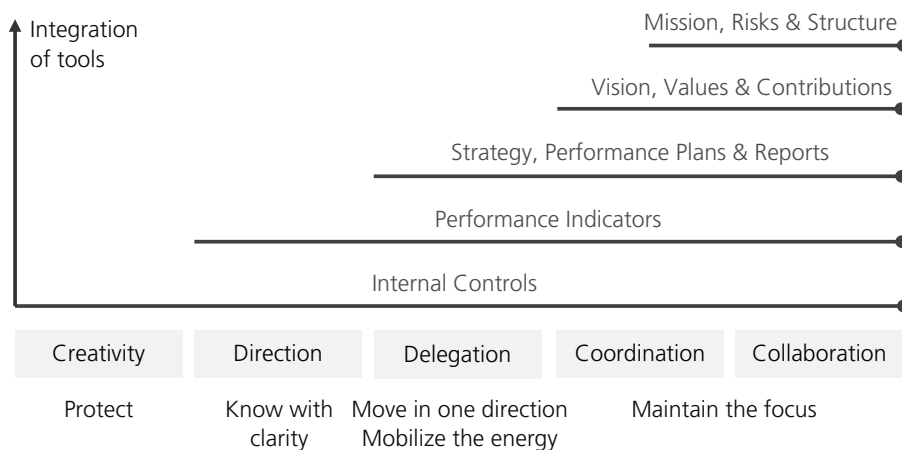 Mission, Risks & Structure
Integration
of tools
Vision, Values & Contributions
Strategy, Performance Plans & Reports
Performance Indicators
Internal Controls
Creativity
Direction
Delegation
Coordination
Collaboration
Protect
Know with
clarity
Move in one direction
Mobilize the energy
Maintain the focus